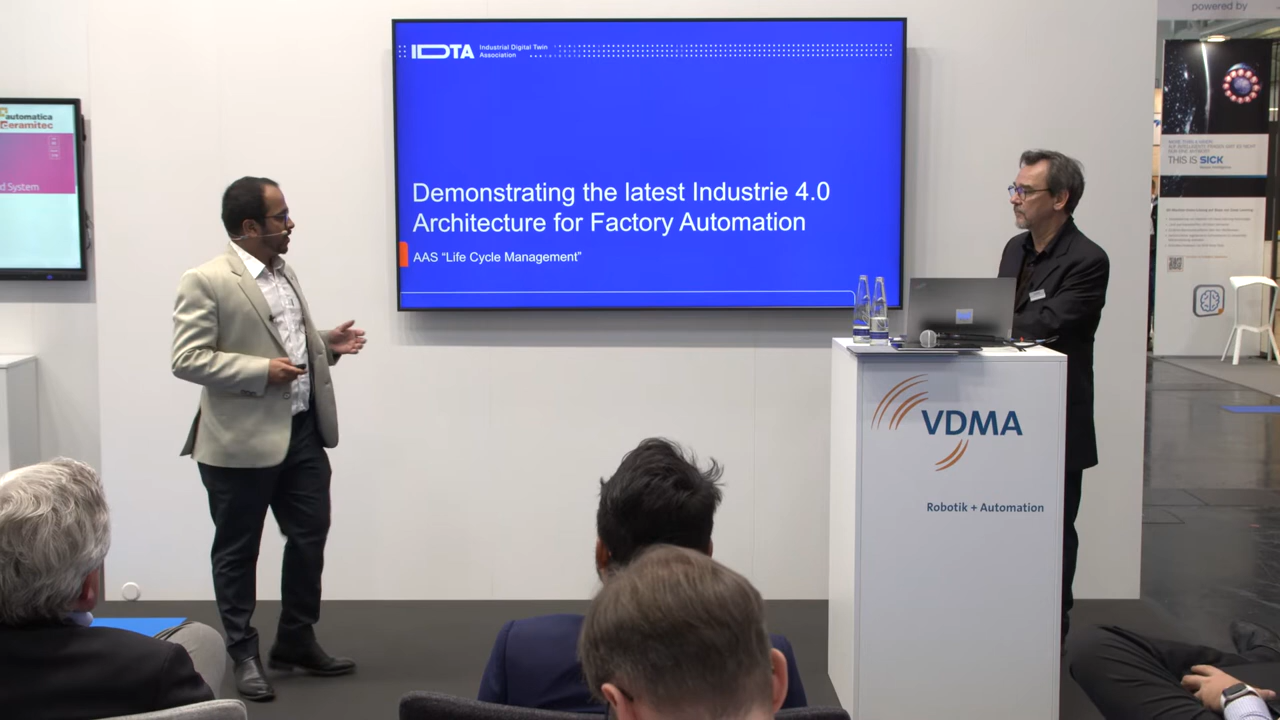 powered by
IDTA
Industrial Digital Twin
Association
automatica
ceramitec
d System
Demonstrating the latest Industrie 4.0
Architecture for Factory Automation
AAS "Life Cycle Management"
THIS IS SICK
VDMA
Robotik + Automation